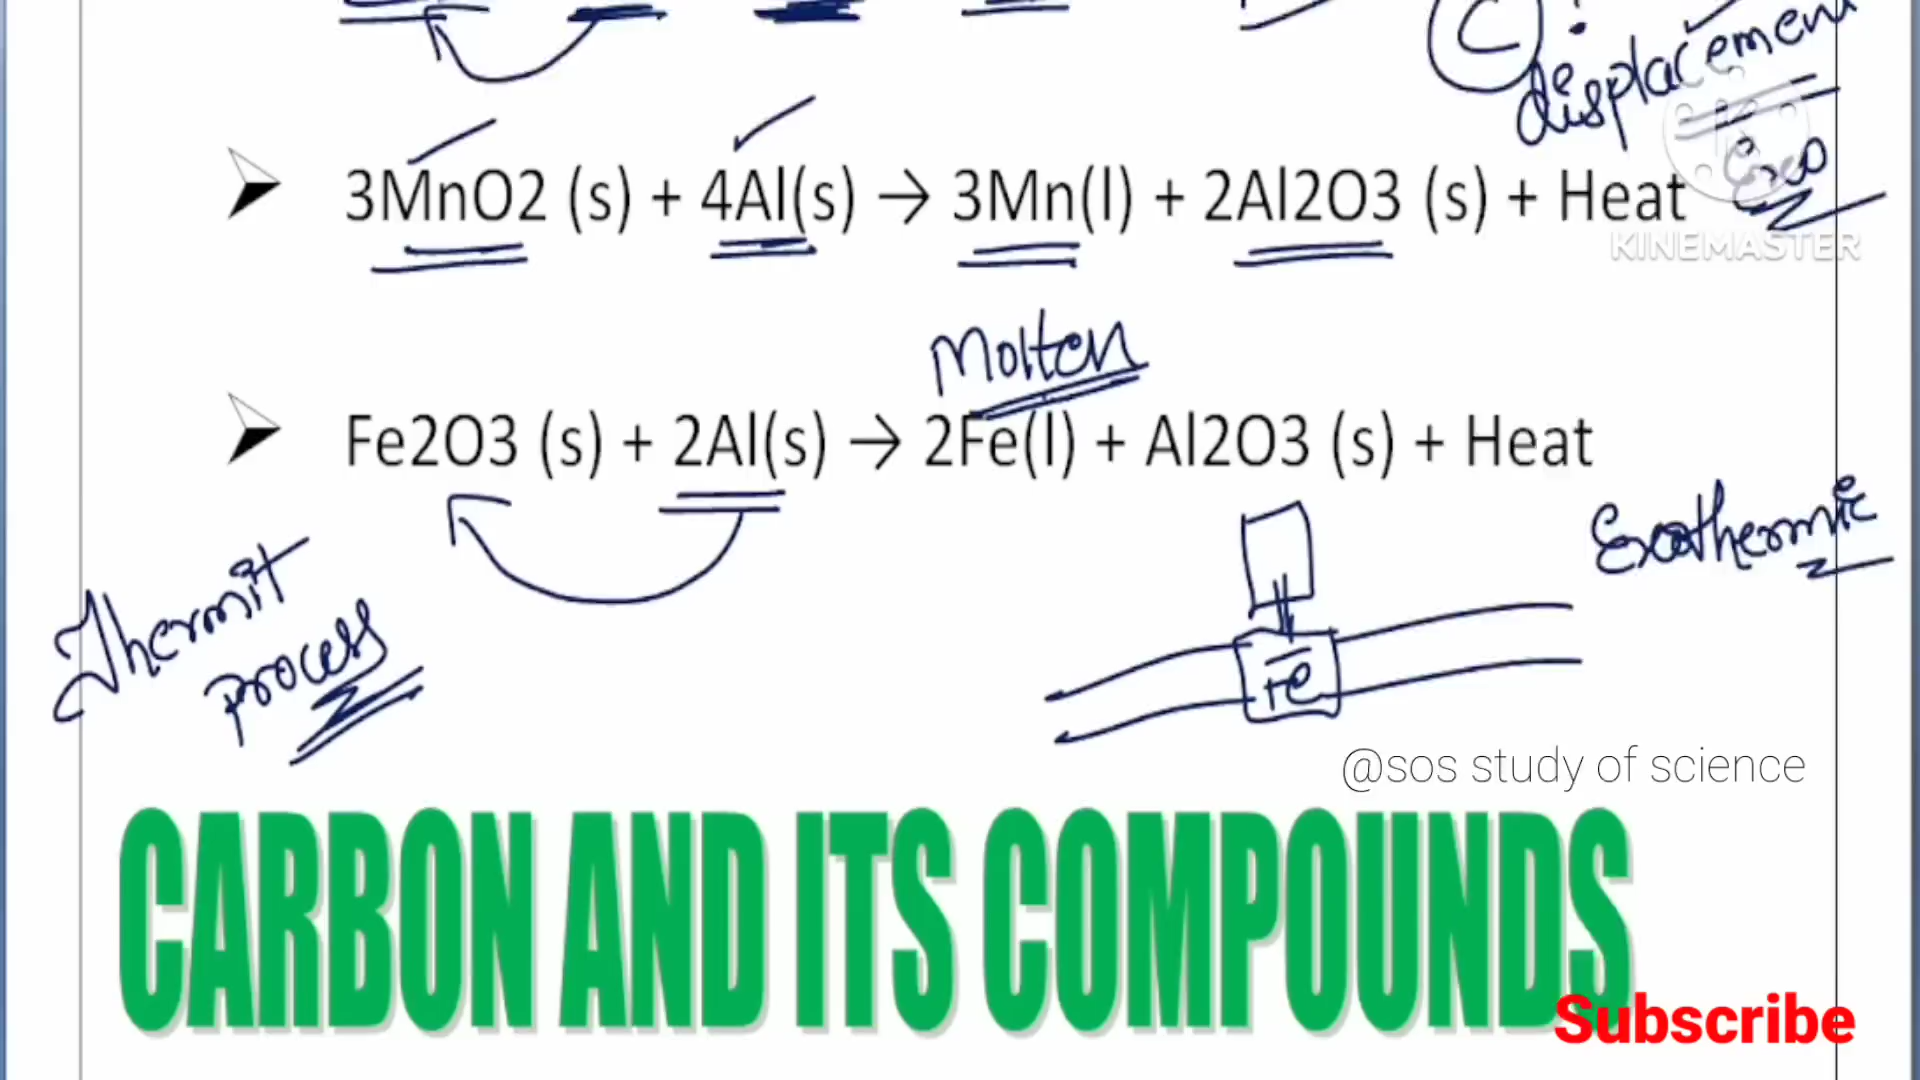 C :
displacement
Exo
3MnO2 (s) + 4Al(s) → 3Mn(l) + 2Al2O3 (s) + Heat
KINEMASTER
Molten
Fe2O3 (s) + 2Al(s) → 2Fe(l) + Al2O3 (s) + Heat
Exothermic
Thermit
process
Fe
@sos study of science
CARBON AND ITS COMPOUNDS
Subscribe